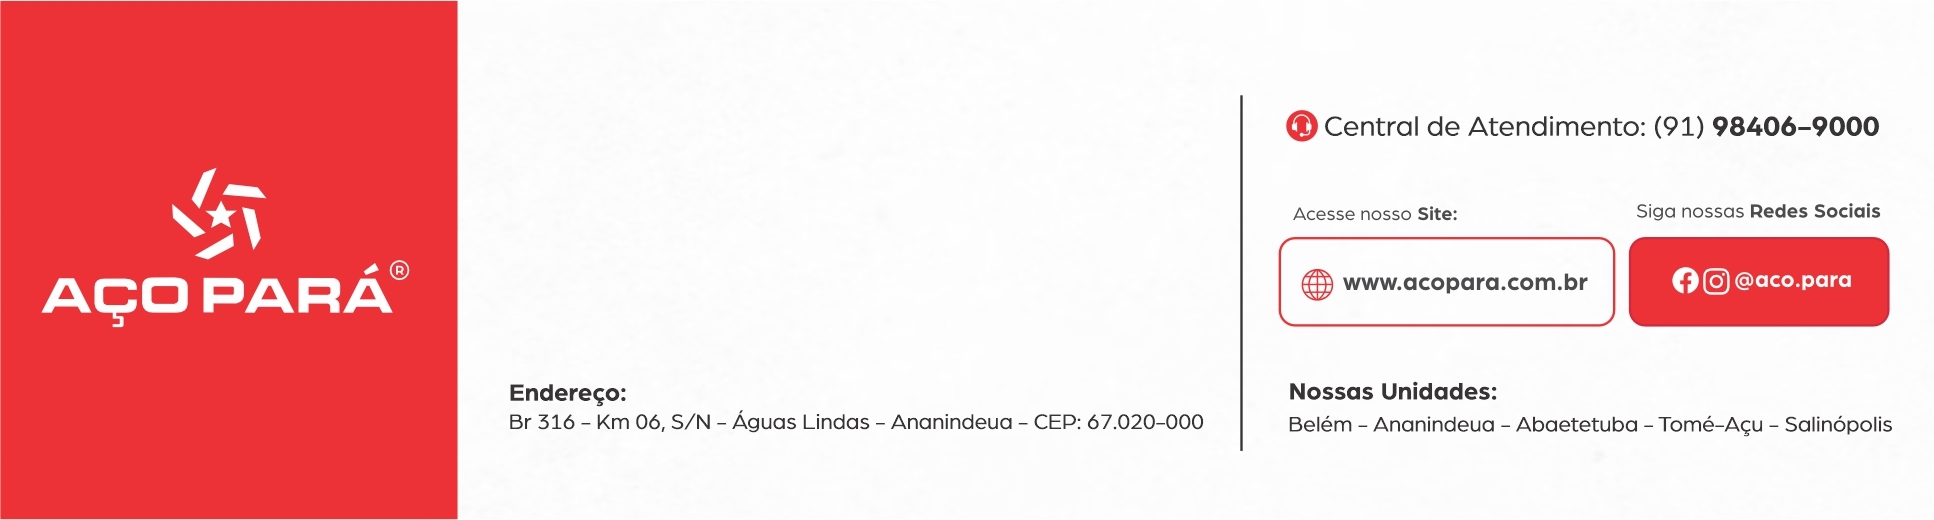 AÇO PARÁ®
Endereço:
Br 316 - Km 06, S/N - Águas Lindas - Ananindeua - CEP: 67.020-000
Central de Atendimento: (91) 98406-9000
Acesse nosso Site:
www.acopara.com.br
Siga nossas Redes Sociais
@aco.para
Nossas Unidades:
Belém - Ananindeua - Abaetetuba - Tomé-Açu - Salinópolis